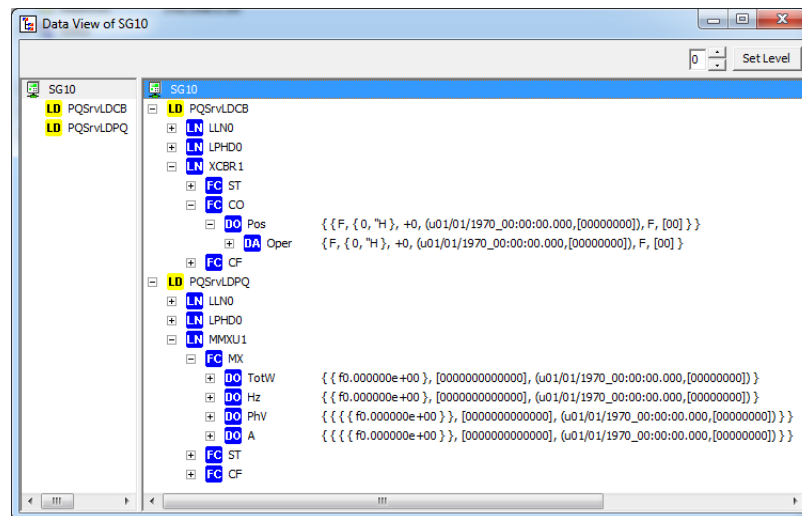 Data View of SG10
0 Set Level
SG10
LD PQSrvLDCB
LD PQSrvLDPQ
SG10
LD PQSrvLDCB
LN LLN0
LN LPHD0
LN XCBR1
FC ST
FC CO
DO Pos { { F, { 0, "H }, +0, (u01/01/1970_00:00:00.000,[00000000]), F, [00] } }
DA Oper { F, { 0, "H }, +0, (u01/01/1970_00:00:00.000,[00000000]), F, [00] }
FC CF
LD PQSrvLDPQ
LN LLN0
LN LPHD0
LN MMXU1
FC MX
DO TotW { { f0.000000e+00 }, [0000000000000], (u01/01/1970_00:00:00.000,[00000000]) }
DO Hz { { f0.000000e+00 }, [0000000000000], (u01/01/1970_00:00:00.000,[00000000]) }
DO PhV { { { { f0.000000e+00 } }, [0000000000000], (u01/01/1970_00:00:00.000,[00000000]) } }
DO A { { { { f0.000000e+00 } }, [0000000000000], (u01/01/1970_00:00:00.000,[00000000]) } }
FC ST
FC CF